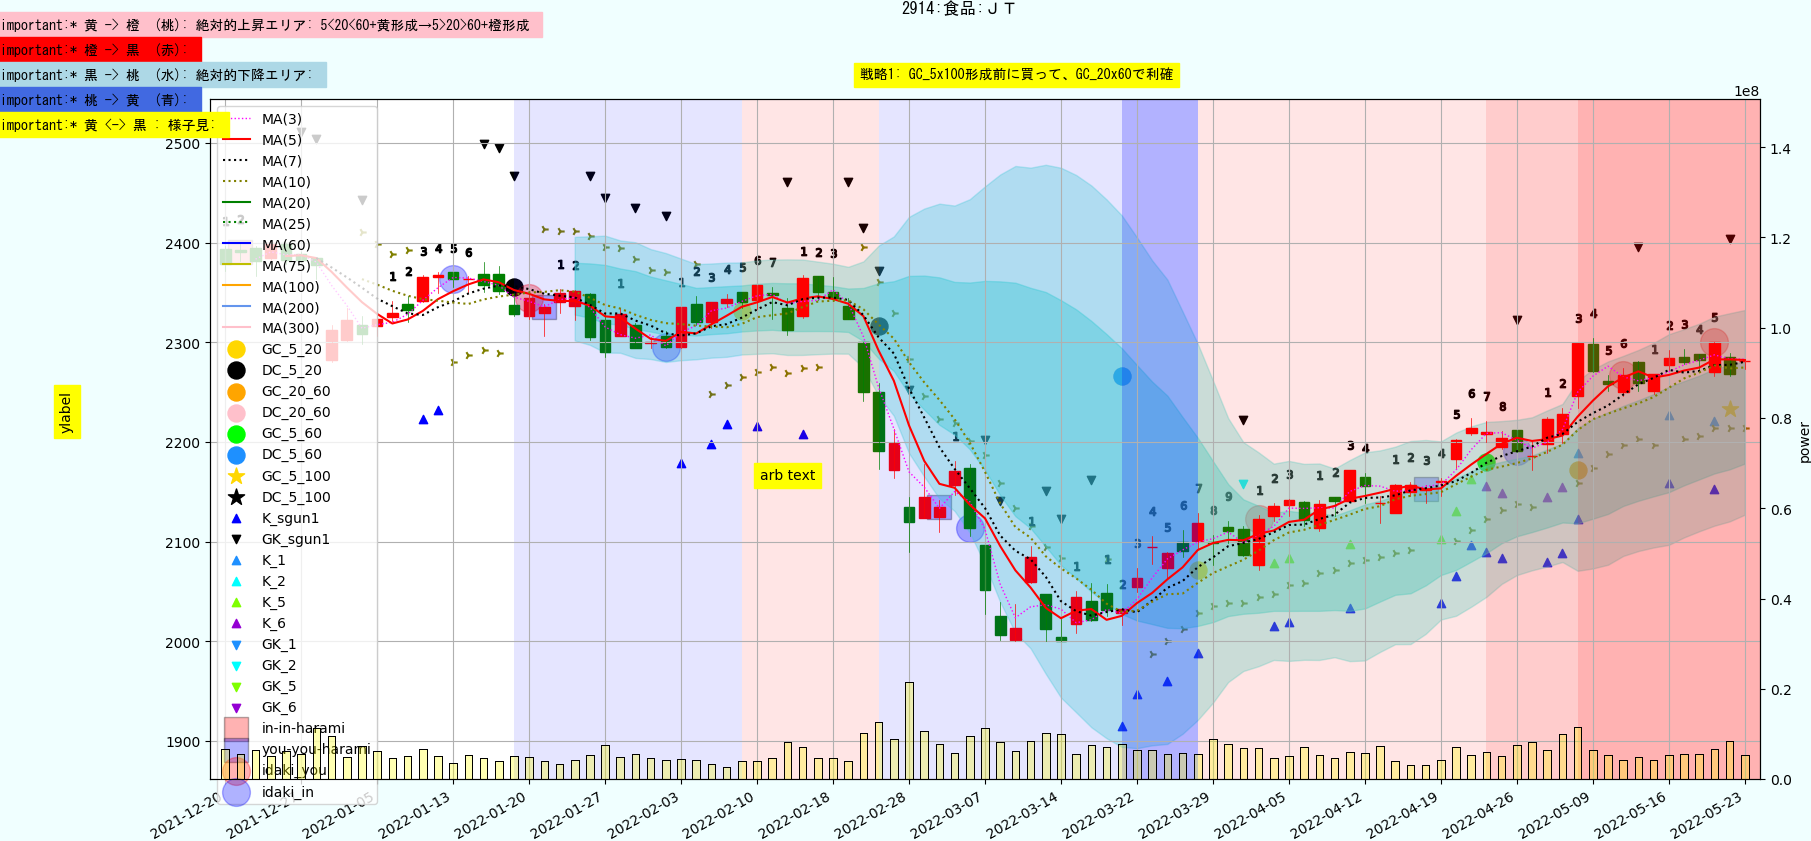 2914:食品:ＪＴ
important:* 黄 -> 橙 (桃): 絶対的上昇エリア: 5<20<60+黄形成→5>20>60+橙形成
important:* 橙 -> 黒 (赤):
important:* 黒 -> 桃 (水): 絶対的下降エリア:
戦略1: GC_5x100形成前に買って、GC_20x60で利確
important:* 桃 -> 黄 (青):
important:* 黄 <-> 黒 : 様子見:
1e8
MA(3)
MA(5)
MA(7)
MA(10)
MA(20)
MA(25)
MA(60)
MA(75)
MA(100)
MA(200)
MA(300)
GC_5_20
DC_5_20
GC_20_60
DC_20_60
GC_5_60
DC_5_60
GC_5_100
DC_5_100
K_sgun1
GK_sgun1
K_1
K_2
K_5
K_6
GK_1
GK_2
GK_5
GK_6
in-in-harami
you-you-harami
idaki_you
idaki_in
2500
2400
2300
2200
2100
2000
1900
ylabel
arb text
1.4
1.2
1.0
0.8
0.6
0.4
0.2
0.0
power
2021-12-20
2022-01-05
2022-01-13
2022-01-20
2022-01-27
2022-02-03
2022-02-10
2022-02-18
2022-02-28
2022-03-07
2022-03-14
2022-03-22
2022-03-29
2022-04-05
2022-04-12
2022-04-19
2022-04-26
2022-05-09
2022-05-16
2022-05-23